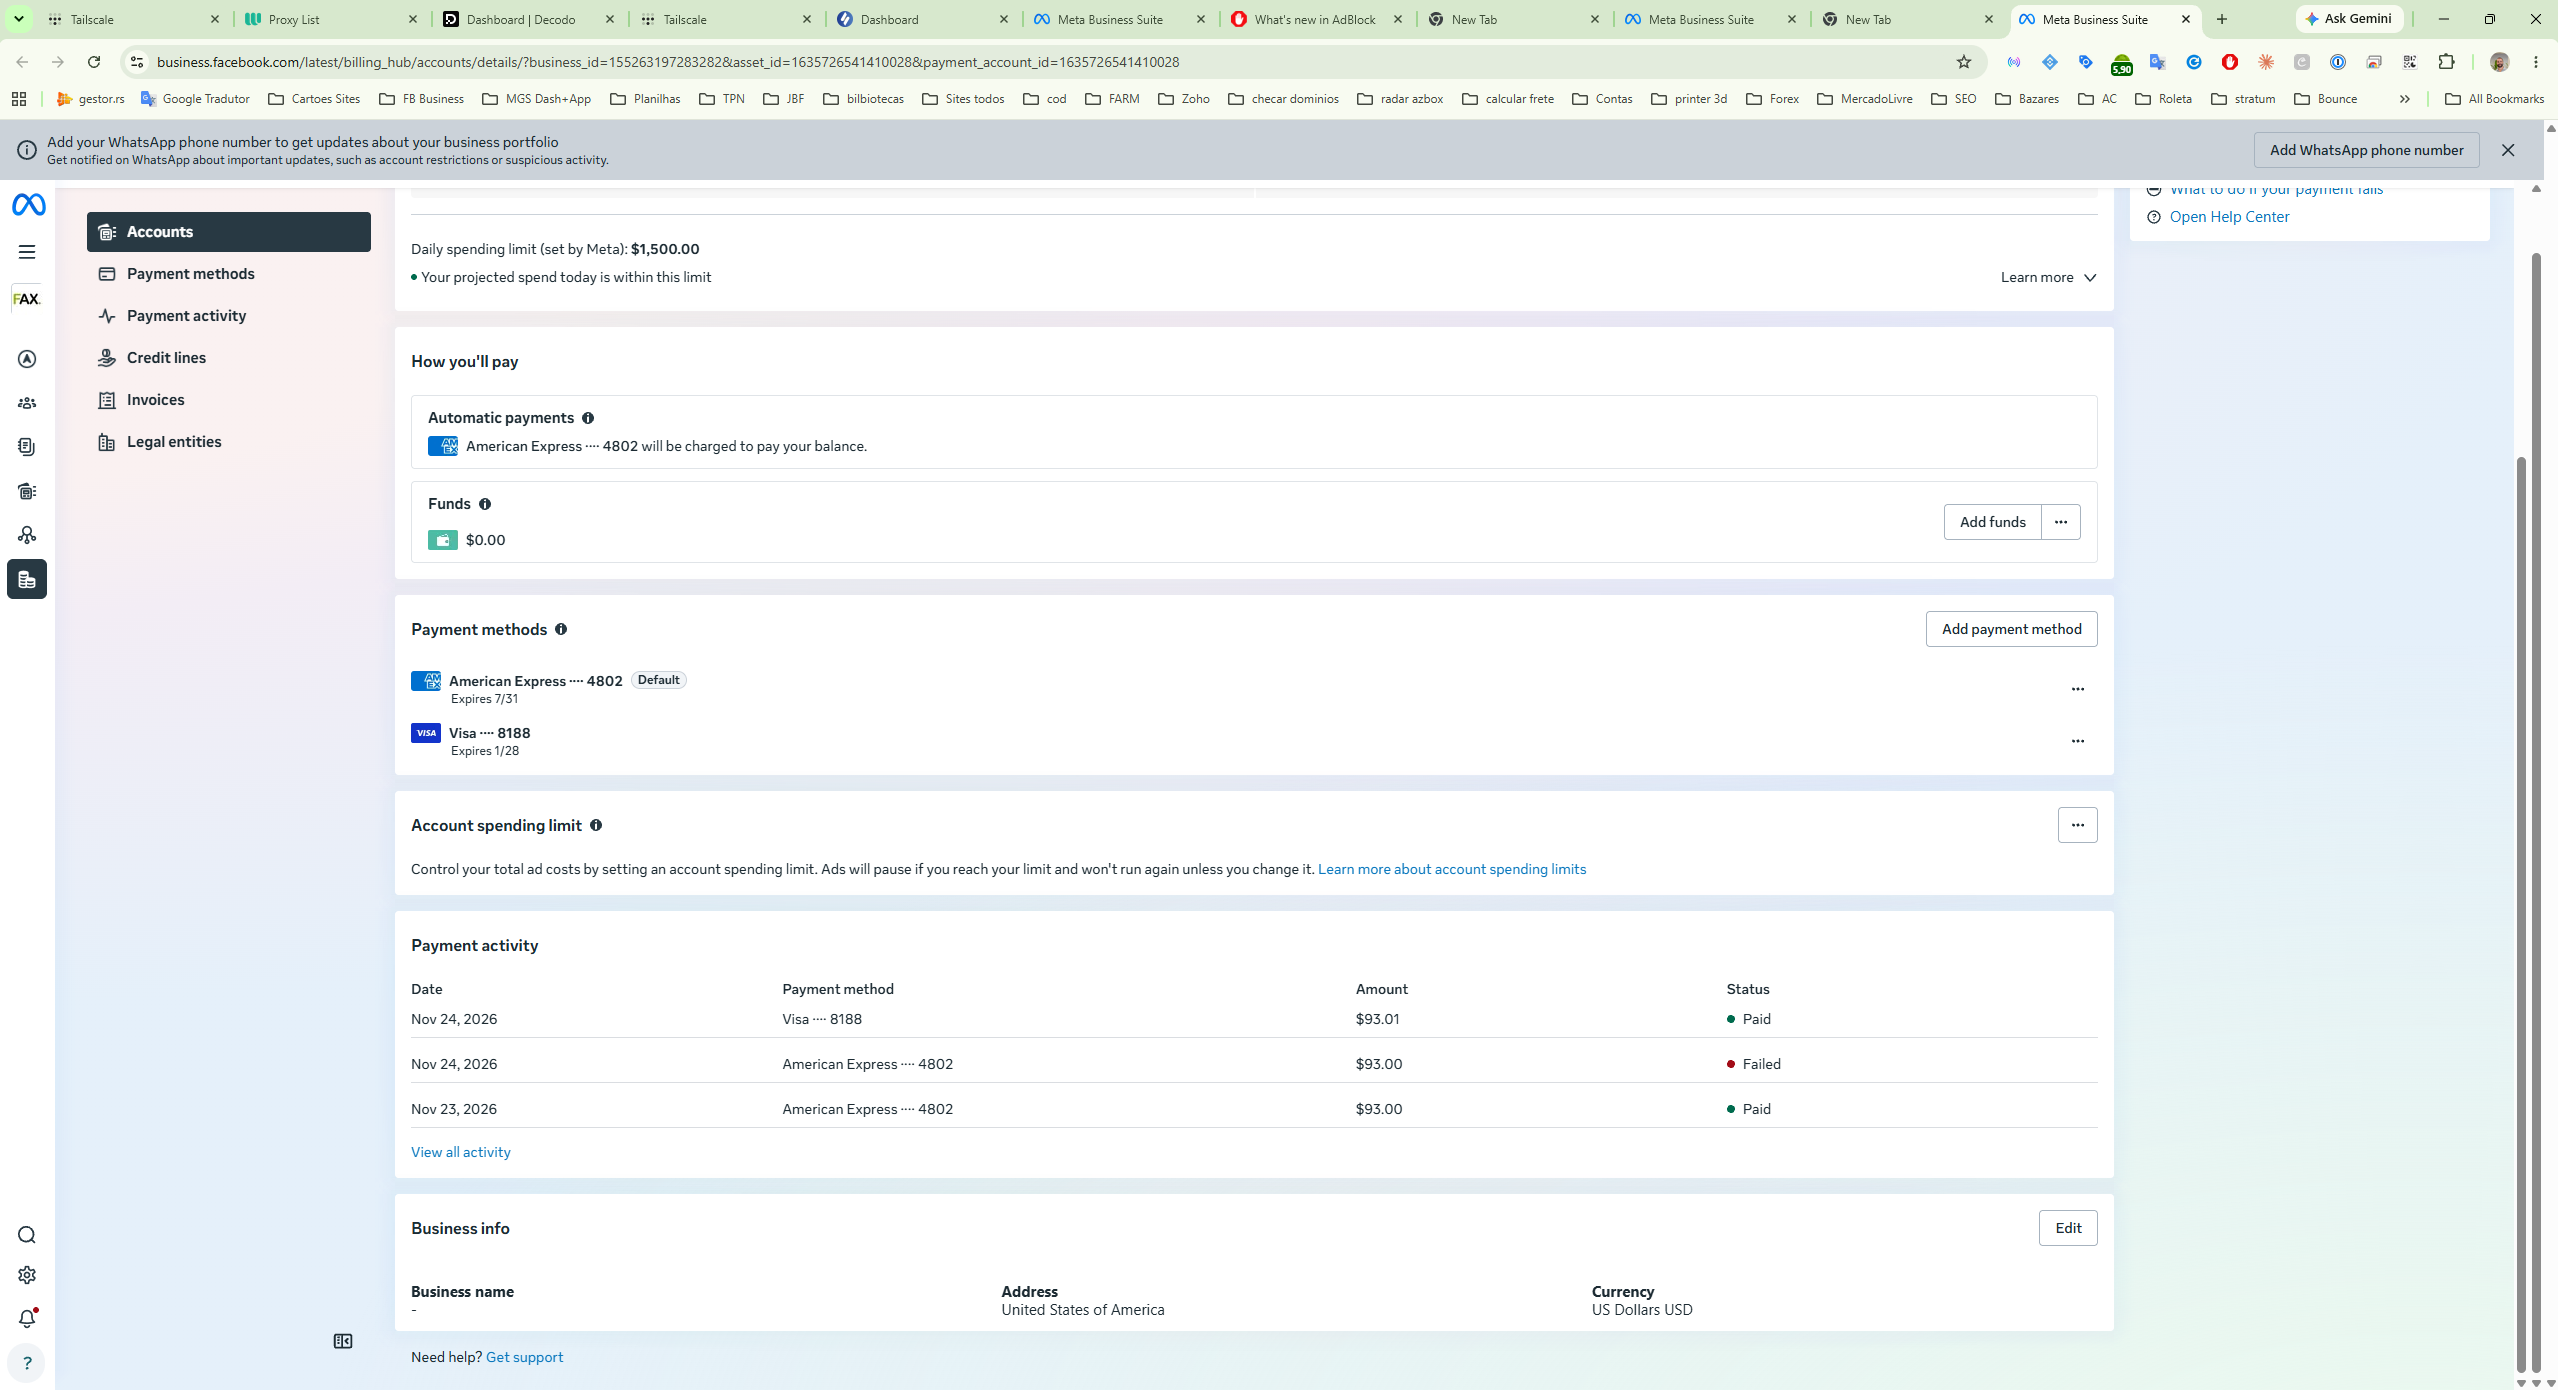 Tailscale
Proxy List
Dashboard | Decodo
Tailscale
Dashboard
Meta Business Suite
What's new in AdBlock
New Tab
Meta Business Suite
New Tab
Meta Business Suite
Ask Gemini
business.facebook.com/latest/billing_hub/accounts/details/?business_id=155263197283282&asset_id=1635726541410028&payment_account_id=1635726541410028
5,90
gestor.rs
Google Tradutor
Cartoes Sites
FB Business
MGS Dash+App
Planilhas
TPN
JBF
bilbiotecas
Sites todos
cod
FARM
Zoho
checar dominios
radar azbox
calcular frete
Contas
printer 3d
Forex
MercadoLivre
SEO
Bazares
AC
Roleta
stratum
Bounce
All Bookmarks
Add your WhatsApp phone number to get updates about your business portfolio
Get notified on WhatsApp about important updates, such as account restrictions or suspicious activity.
Add WhatsApp phone number
FAX.
Accounts
Payment methods
Payment activity
Credit lines
Invoices
Legal entities
What to do if your payment fails
Open Help Center
Daily spending limit (set by Meta): $1,500.00
Your projected spend today is within this limit
Learn more
How you'll pay
Automatic payments
American Express ···· 4802 will be charged to pay your balance.
Funds
$0.00
Add funds
Payment methods
Add payment method
American Express ···· 4802 Default
Expires 7/31
VISA Visa ···· 8188
Expires 1/28
Account spending limit
Control your total ad costs by setting an account spending limit. Ads will pause if you reach your limit and won't run again unless you change it. Learn more about account spending limits
Payment activity
Date Payment method Amount Status
Nov 24, 2026 Visa ···· 8188 $93.01 Paid
Nov 24, 2026 American Express ···· 4802 $93.00 Failed
Nov 23, 2026 American Express ···· 4802 $93.00 Paid
View all activity
Business info
Edit
Business name Address Currency
- United States of America US Dollars USD
Need help? Get support